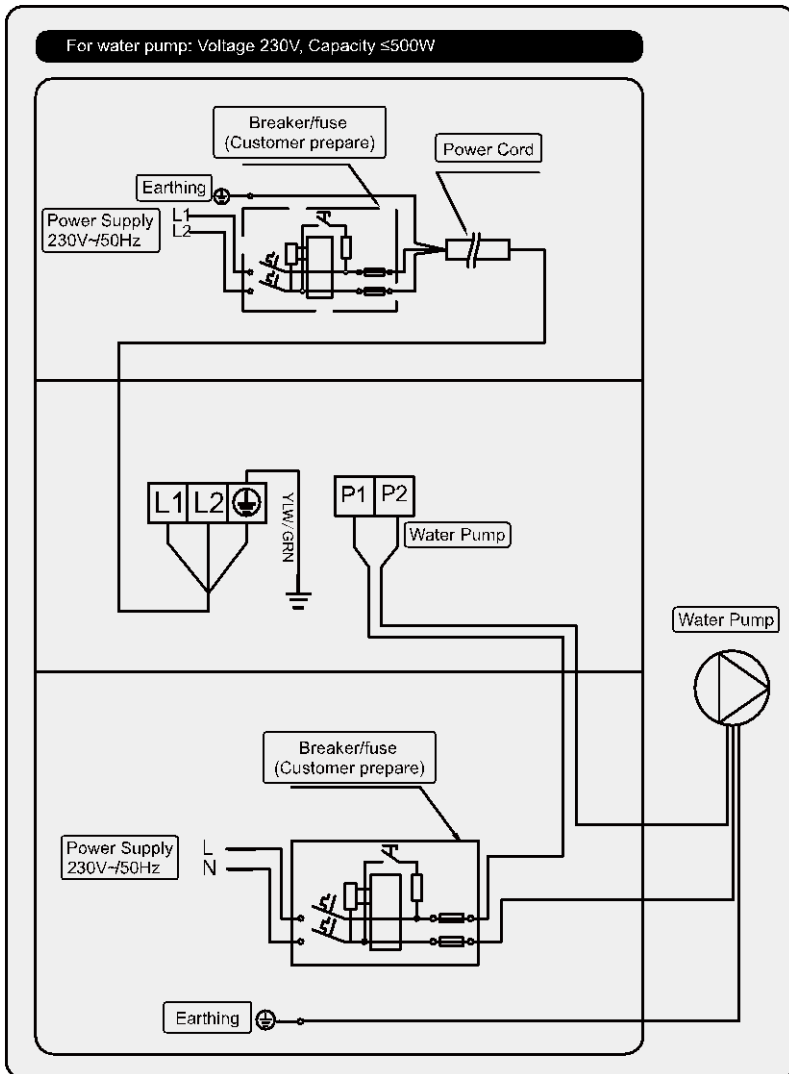 For water pump: Voltage 230V, Capacity ≤500W
Breaker/fuse
(Customer prepare)
Power Cord
Earthing
Power Supply
230V~/50Hz
L1
L2
L1 L2
YLW/GRN
P1 P2
Water Pump
Water Pump
Breaker/fuse
(Customer prepare)
Power Supply
230V~/50Hz
L
N
Earthing